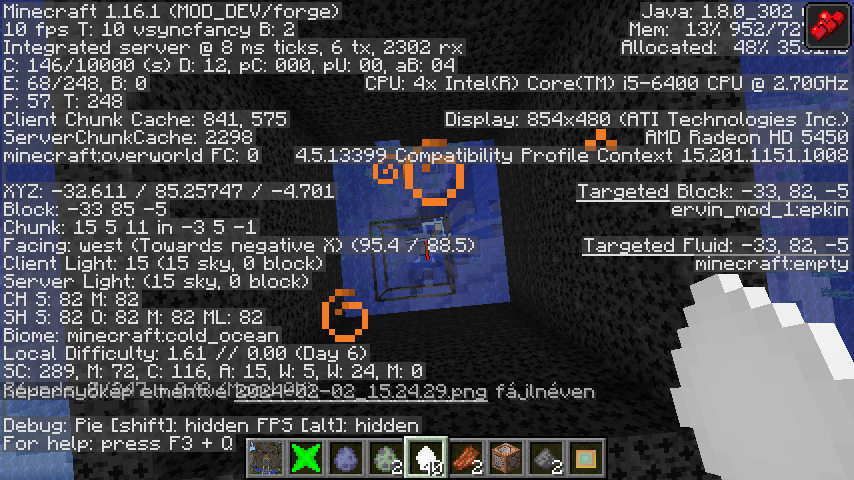 Minecraft 1.16.1 (MOD_DEV/forge)
10 fps T: 10 vsyncfancy B: 2
Integrated server @ 8 ms ticks, 6 tx, 2302 rx
C: 146/10000 (s) D: 12, pC: 000, pU: 00, aB: 04
E: 68/248, B: 0
P: 57. T: 248
Client Chunk Cache: 841, 575
ServerChunkCache: 2298
minecraft:overworld FC: 0
XYZ: -32.611 / 85.25747 / -4.701
Block: -33 85 -5
Chunk: 15 5 11 in -3 5 -1
Facing: west (Towards negative X) (95.4 / 88.5)
Client Light: 15 (15 sky, 0 block)
Server Light: (15 sky, 0 block)
CH S: 82 M: 82
SH S: 82 O: 82 M: 82 ML: 82
Biome: minecraft:cold_ocean
Local Difficulty: 1.61 // 0.00 (Day 6)
SC: 289, M: 72, C: 116, A: 15, W: 5, W: 24, M: 0
Képernyőkép elmentve 2024-02-02_15.24.29.png fájlnéven
Debug: Pie [shift]: hidden FPS [alt]: hidden
For help: press F3 + Q
Java: 1.8.0_302
Mem: 13% 952/72
Allocated: 48% 35
CPU: 4x Intel(R) Core(TM) i5-6400 CPU @ 2.70GHz
Display: 854x480 (ATI Technologies Inc.)
AMD Radeon HD 5450
4.5.13399 Compatibility Profile Context 15.201.1151.1008
Targeted Block: -33, 82, -5
ervin_mod_1:epkin
Targeted Fluid: -33, 82, -5
minecraft:empty
2
10
2
2